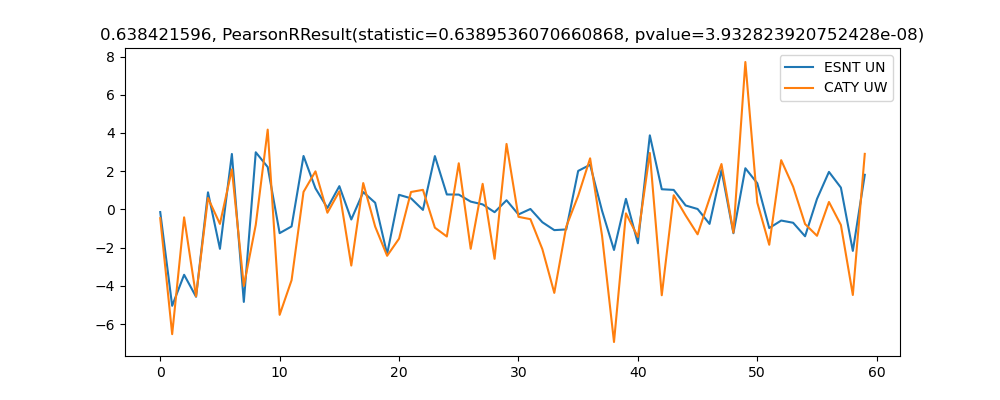 0.638421596, PearsonRResult(statistic=0.6389536070660868, pvalue=3.932823920752428e-08)
8
6
4
2
0
−2
−4
−6
ESNT UN
CATY UW
0 10 20 30 40 50 60